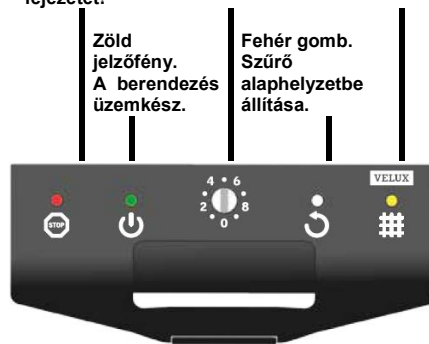 fejezetet!
Zöld
jelzőfény.
A berendezés
üzemkész.
Fehér gomb.
Szűrő
alaphelyzetbe
állítása.
VELUX
4 6
2 8
0
STOP